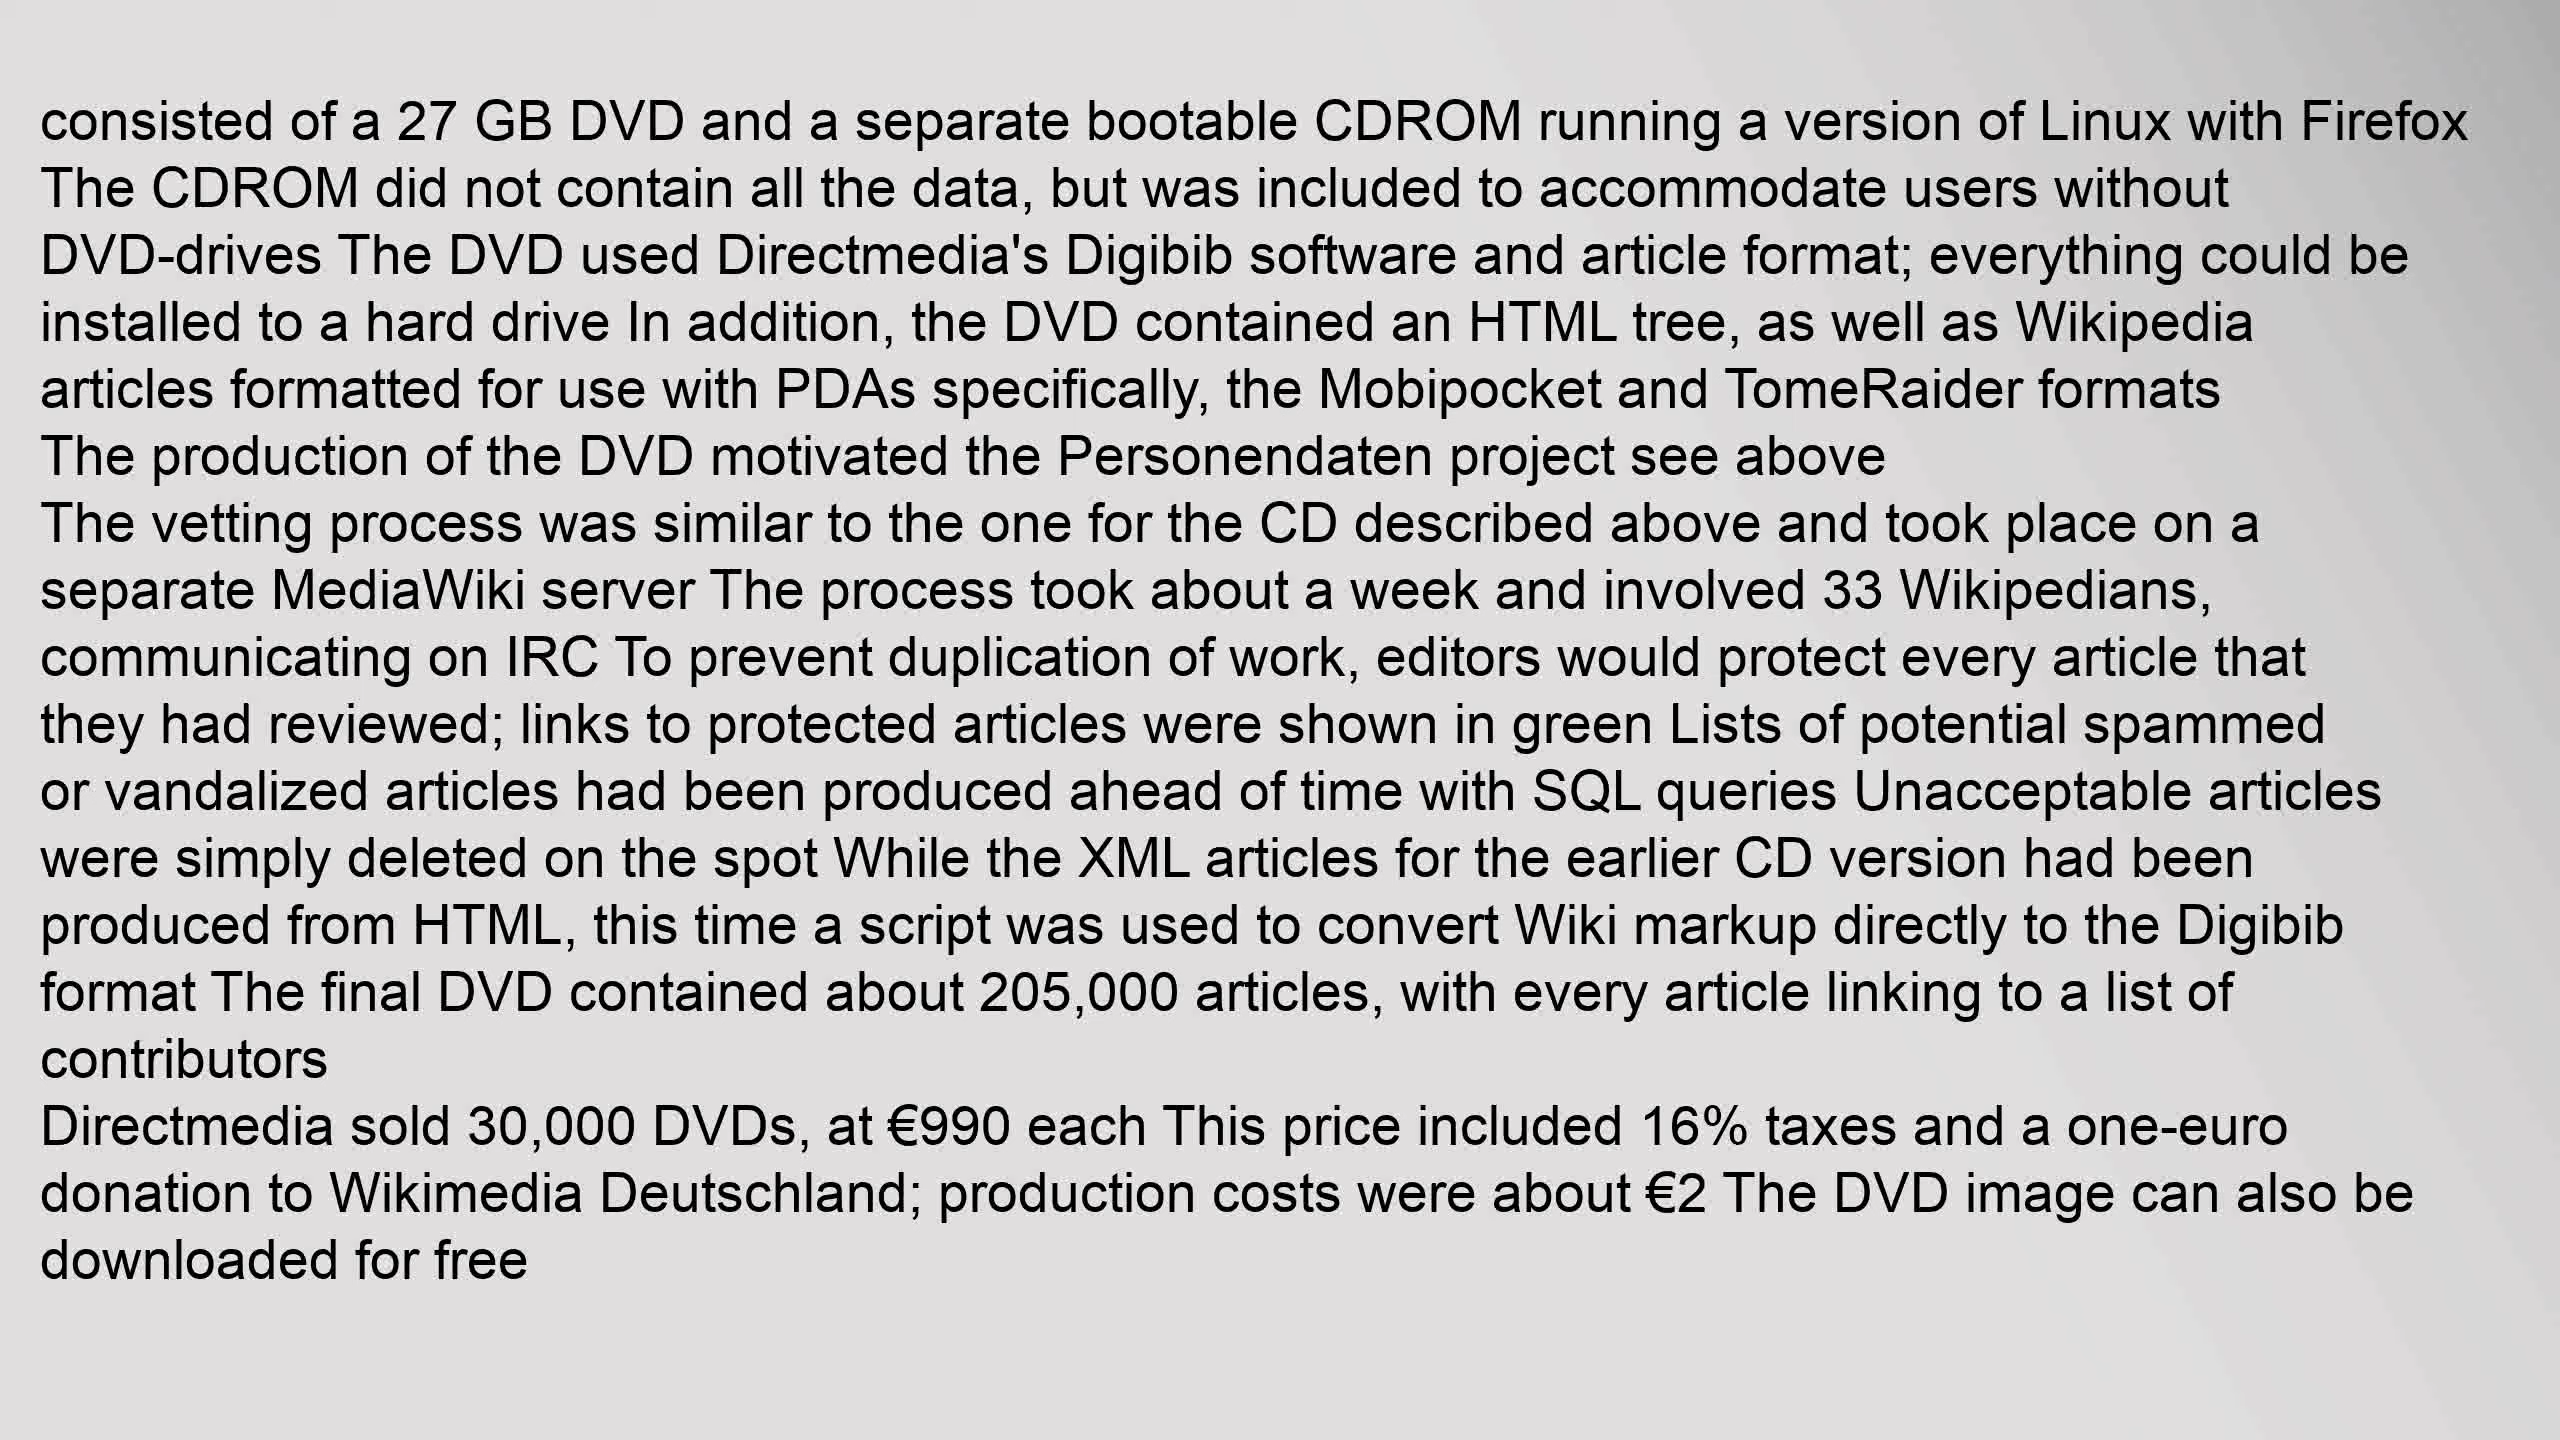 consisted of a 27 GB DVD and a separate bootable CDROM running a version of Linux with Firefox
The CDROM did not contain all the data, but was included to accommodate users without
DVD-drives The DVD used Directmedia's Digibib software and article format; everything could be
installed to a hard drive In addition, the DVD contained an HTML tree, as well as Wikipedia
articles formatted for use with PDAs specifically, the Mobipocket and TomeRaider formats
The production of the DVD motivated the Personendaten project see above
The vetting process was similar to the one for the CD described above and took place on a
separate MediaWiki server The process took about a week and involved 33 Wikipedians,
communicating on IRC To prevent duplication of work, editors would protect every article that
they had reviewed; links to protected articles were shown in green Lists of potential spammed
or vandalized articles had been produced ahead of time with SQL queries Unacceptable articles
were simply deleted on the spot While the XML articles for the earlier CD version had been
produced from HTML, this time a script was used to convert Wiki markup directly to the Digibib
format The final DVD contained about 205,000 articles, with every article linking to a list of
contributors
Directmedia sold 30,000 DVDs, at €990 each This price included 16% taxes and a one-euro
donation to Wikimedia Deutschland; production costs were about €2 The DVD image can also be
downloaded for free